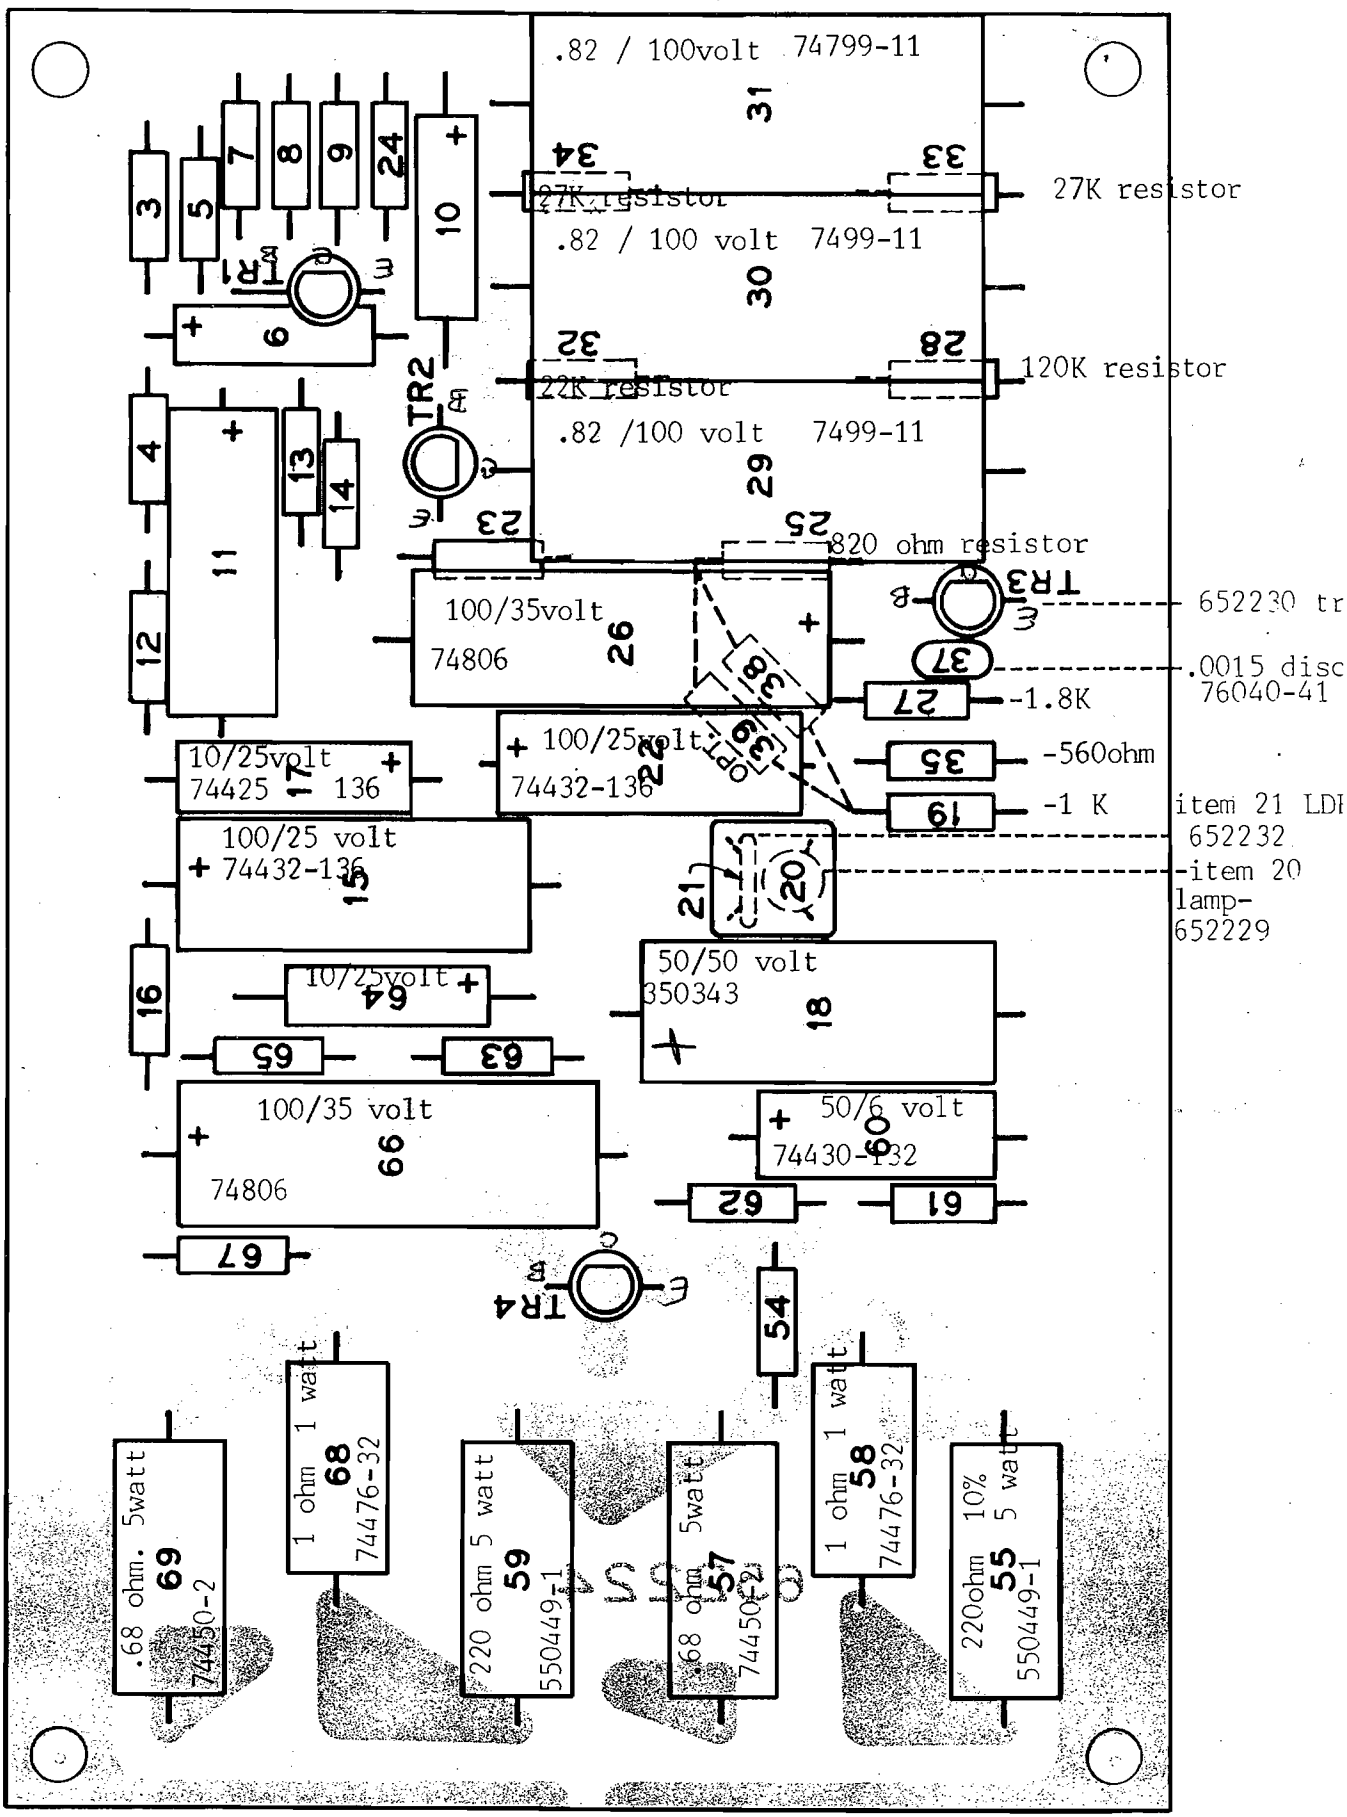 .82 / 100volt 74799-11
31
7
8
9
24
+
10
3
5
34
33
27K resistor
27K resistor
.82 / 100 volt 7499-11
30
TR1
B
C
E
+
6
32
28
22K resistor
120K resistor
TR2
B
C
E
.82 /100 volt 7499-11
29
4
+
11
13
14
23
25
820 ohm resistor
TR3
B
C
E
652230 tr
100/35volt
74806
26
+
12
38
39
OPT.
37
.0015 disc
76040-41
27
-1.8K
10/25volt
74425
17
136
+
+
100/25volt
74432-136
22
35
-560ohm
19
-1 K
item 21 LDR
652232
-item 20
lamp-
652229
100/25 volt
+
74432-136
15
21
20
16
10/25volt
64
+
50/50 volt
350343
18
+
65
63
100/35 volt
+
66
74806
50/6 volt
+
60
74430-132
62
61
67
TR4
B
C
E
54
.68 ohm. 5watt
69
74450-2
1 ohm 1 watt
68
74476-32
220 ohm 5 watt
59
550449-1
.68 ohm 5watt
57
74450-2
1 ohm 1 watt
58
74476-32
220ohm 10%
55 5 watt
550449-1